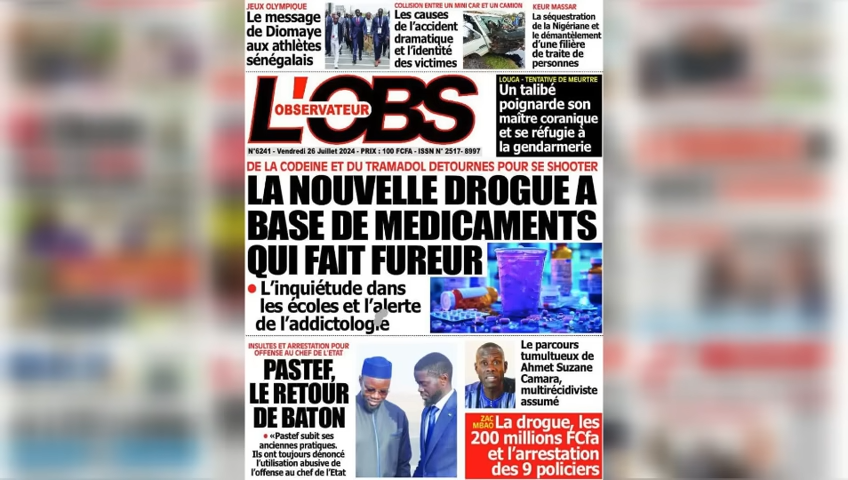 JEUX OLYMPIQUE
Le message
de Diomaye
aux athlètes
sénégalais
COLLISION ENTRE UN MINI CAR ET UN CAMION
Les causes
de l'accident
dramatique
et l'identité
des victimes
KEUR MASSAR
La séquestration
de la Nigériane et
le démantèlement
d'une filière
de traite de
personnes
L'OBS
OBSERVATEUR
N°6241 - Vendredi 26 Juillet 2024 - PRIX : 100 FCFA - ISSN N° 2517- 8997
LOUGA - TENTATIVE DE MEURTRE
Un talibé
poignarde son
maître coranique
et se réfugie à
la gendarmerie
DE LA CODEINE ET DU TRAMADOL DETOURNES POUR SE SHOOTER
LA NOUVELLE DROGUE A
BASE DE MEDICAMENTS
QUI FAIT FUREUR
● L'inquiétude dans
les écoles et l'alerte
de l'addictologie
INSULTES ET ARRESTATION POUR
OFFENSE AU CHEF DE L'ETAT
PASTEF,
LE RETOUR
DE BATON
● «Pastef subit ses
anciennes pratiques.
Ils ont toujours dénoncé
l'utilisation abusive de
l'offense au chef de l'Etat
Le parcours
tumultueux de
Ahmet Suzane
Camara,
multirécidiviste
assumé
ZAC
MBAO
La drogue, les
200 millions FCfa
et l'arrestation
des 9 policiers